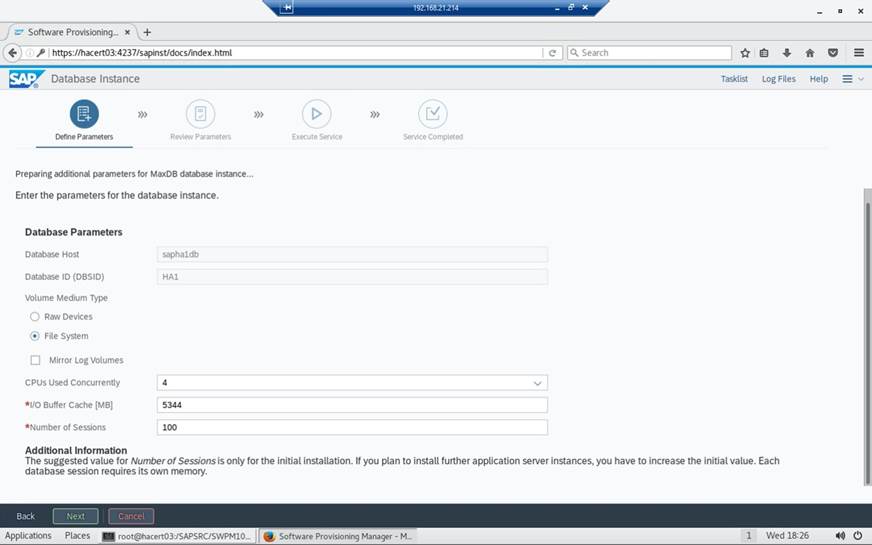 192.168.21.214
Software Provisioning...
https://hacert03:4237/sapinst/docs/index.html
Search
SAP Database Instance
Tasklist Log Files Help
Define Parameters
Review Parameters
Execute Service
Service Completed
Preparing additional parameters for MaxDB database instance...
Enter the parameters for the database instance.
Database Parameters
Database Host sapha1db
Database ID (DBSID) HA1
Volume Medium Type
Raw Devices
File System
Mirror Log Volumes
CPUs Used Concurrently 4
*I/O Buffer Cache [MB] 5344
*Number of Sessions 100
Additional Information
The suggested value for Number of Sessions is only for the initial installation. If you plan to install further application server instances, you have to increase the initial value. Each
database session requires its own memory.
Back Next Cancel
Applications Places root@hacert03:/SAPSRC/SWPM10... Software Provisioning Manager - M... 1 Wed 18:26